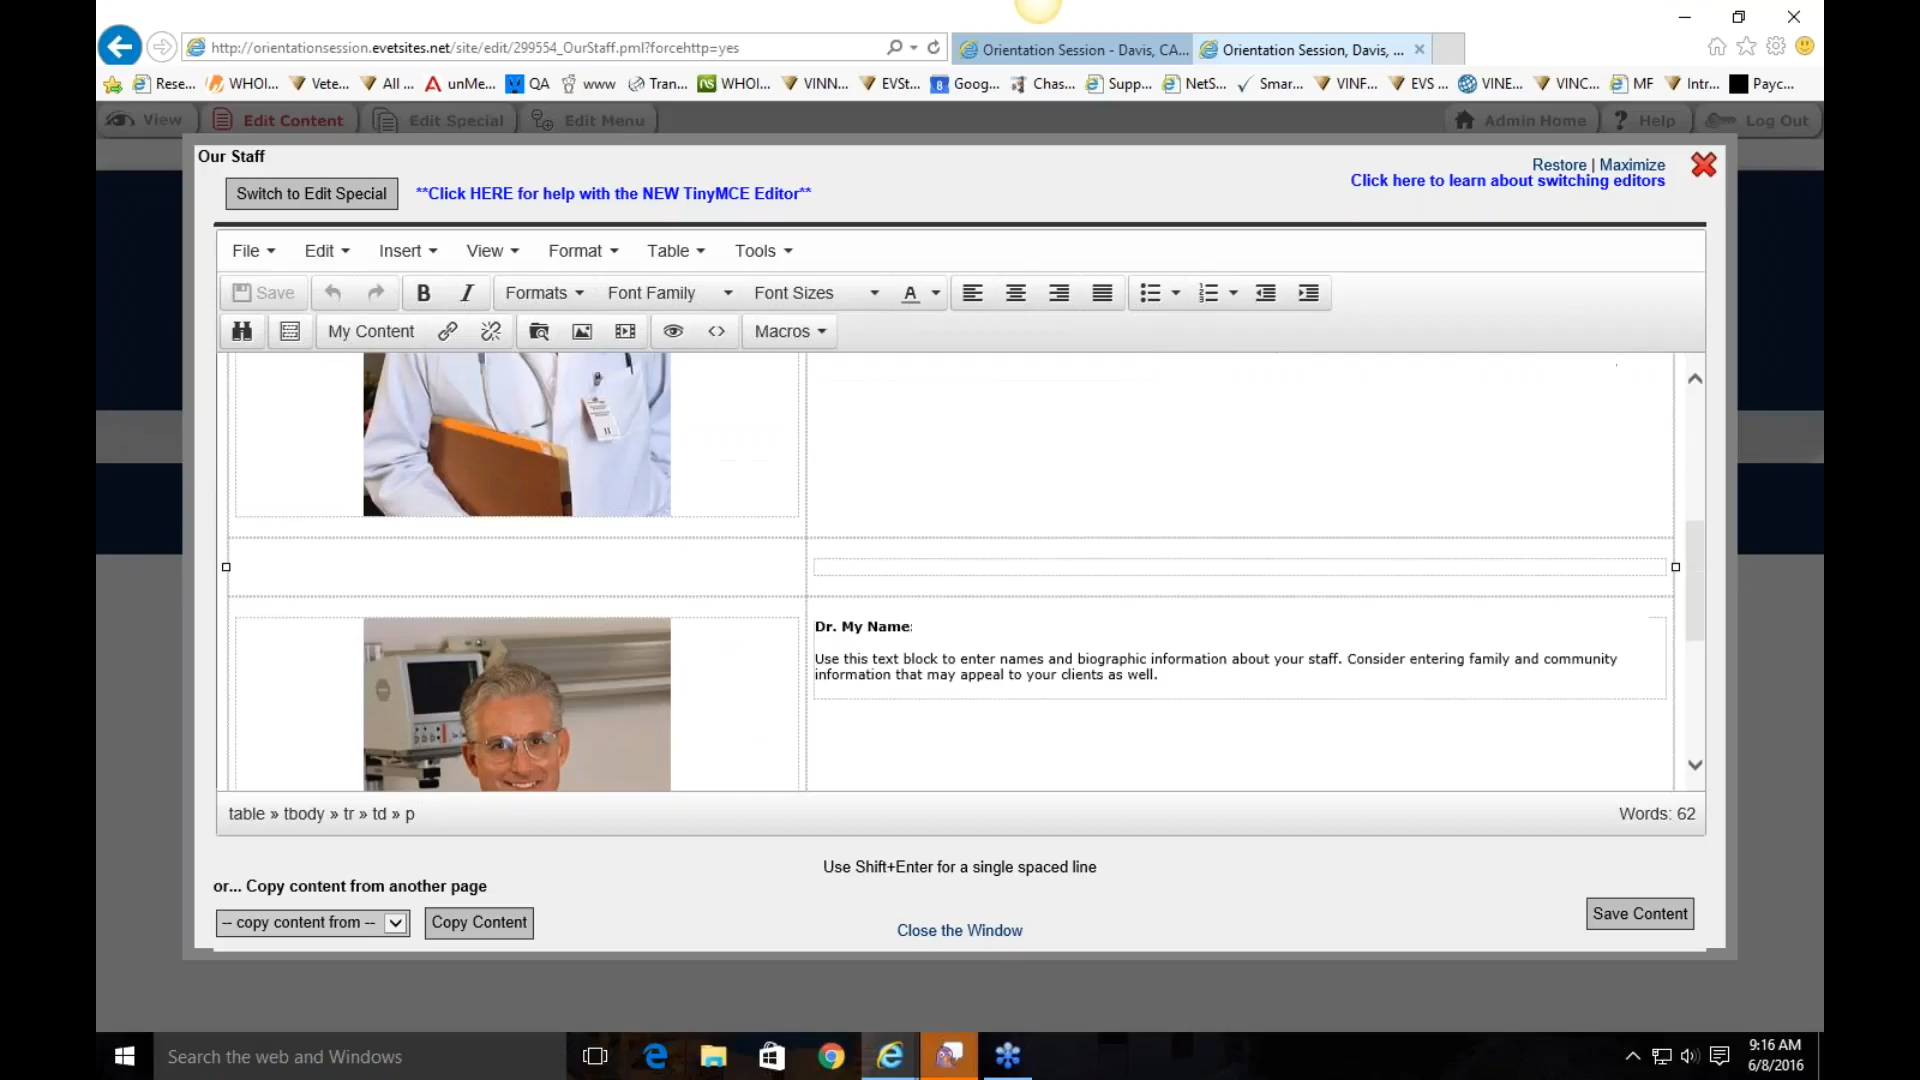 http://orientationsession.evetsites.net/site/edit/299554_OurStaff.pml?forcehttp=yes
Orientation Session - Davis, CA...
Orientation Session, Davis, ...
Rese... WHOI... Vete... All ... unMe... QA www Tran... WHOI... VINN... EVSt... Goog... Chas... Supp... NetS... Smar... VINF... EVS ... VINE... VINC... MF Intr... Payc...
View Edit Content Edit Special Edit Menu Admin Home Help Log Out
Our Staff
Restore | Maximize
Click here to learn about switching editors
Switch to Edit Special
**Click HERE for help with the NEW TinyMCE Editor**
File Edit Insert View Format Table Tools
Save B I Formats Font Family Font Sizes A
My Content Macros
Dr. My Name:
Use this text block to enter names and biographic information about your staff. Consider entering family and community
information that may appeal to your clients as well.
table » tbody » tr » td » p
Words: 62
Use Shift+Enter for a single spaced line
or... Copy content from another page
-- copy content from --
Copy Content
Close the Window
Save Content
Search the web and Windows
9:16 AM
6/8/2016